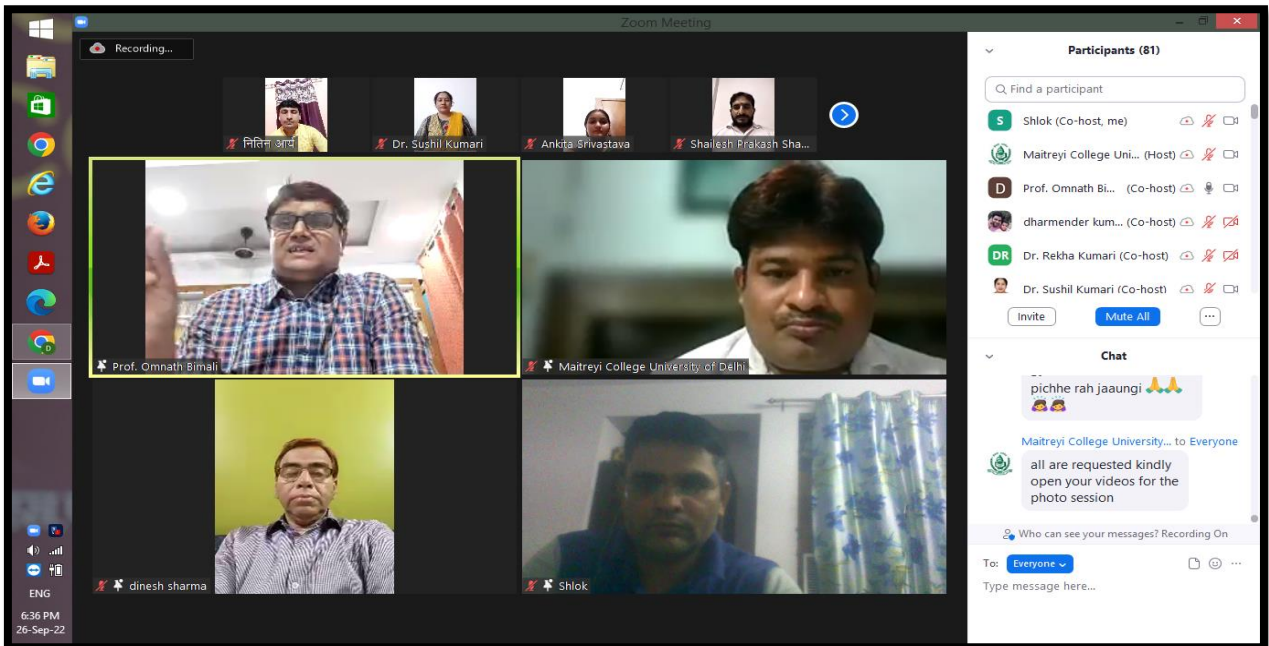 Zoom Meeting
Recording...
नितिन आर्य
Dr. Sushil Kumari
Ankita Srivastava
Shailesh Prakash Sha...
Prof. Omnath Bimali
Maitreyi College University of Delhi
dinesh sharma
Shlok
Participants (81)
Find a participant
S Shlok (Co-host, me)
Maitreyi College Uni... (Host)
D Prof. Omnath Bi... (Co-host)
dharmender kum... (Co-host)
DR Dr. Rekha Kumari (Co-host)
Dr. Sushil Kumari (Co-host)
Invite
Mute All
Chat
pichhe rah jaaungi 🙏🙏
🙇🙇
Maitreyi College University... to Everyone
all are requested kindly
open your videos for the
photo session
Who can see your messages? Recording On
To: Everyone
Type message here...
ENG
6:36 PM
26-Sep-22